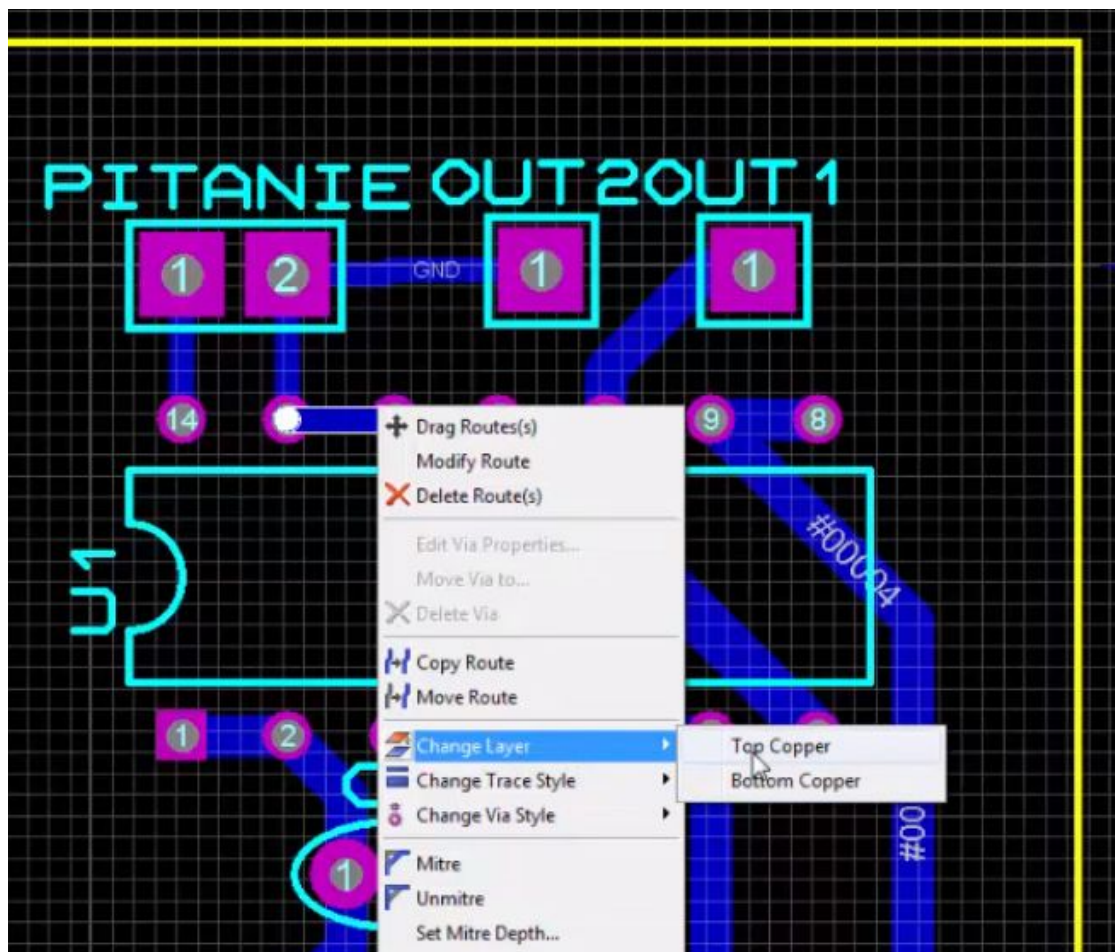 PITANIE OUT2OUT1
1 2 GND 1 1
14 9 8
Drag Routes(s)
Modify Route
Delete Route(s)
Edit Via Properties...
Move Via to...
Delete Via
#00004
U1
Copy Route
Move Route
1 2
Change Layer
Top Copper
Change Trace Style
Bottom Copper
Change Via Style
#00
1
Mitre
Unmitre
Set Mitre Depth...